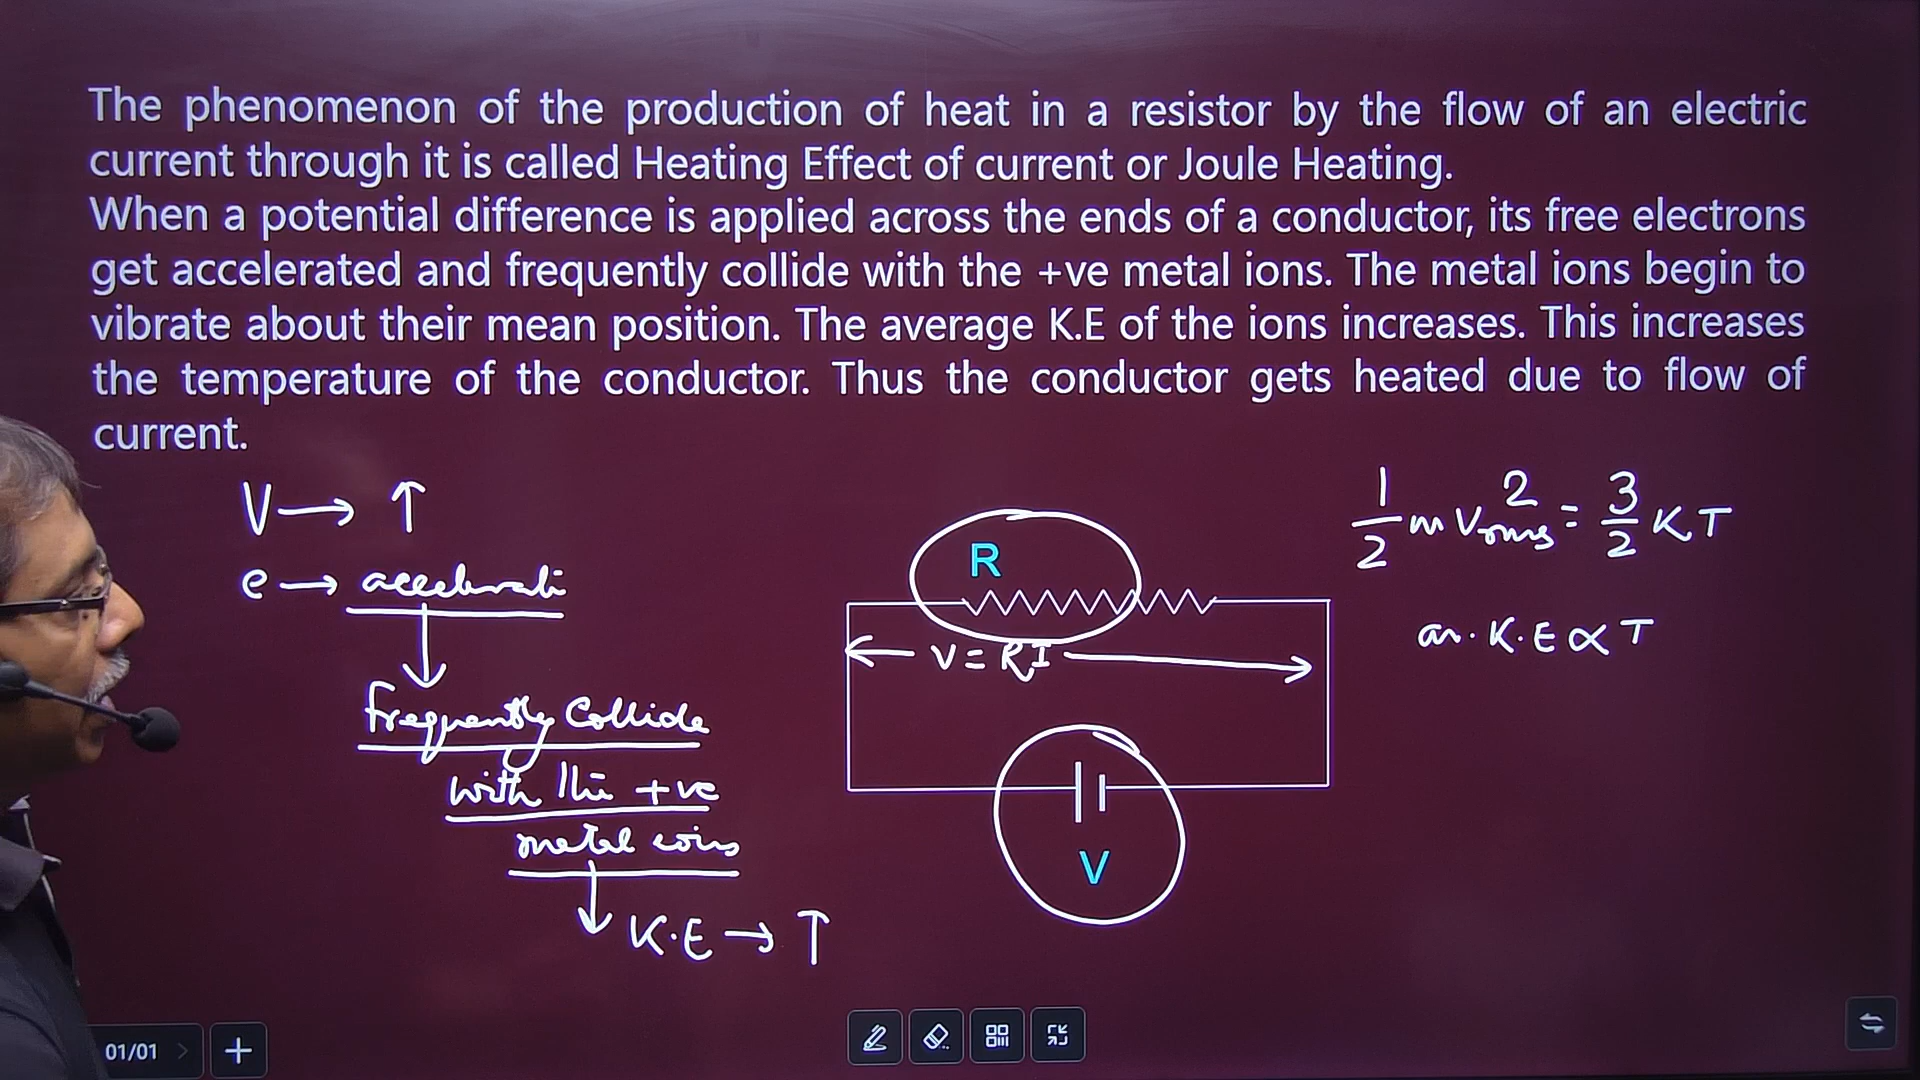 The phenomenon of the production of heat in a resistor by the flow of an electric
current through it is called Heating Effect of current or Joule Heating.
When a potential difference is applied across the ends of a conductor, its free electrons
get accelerated and frequently collide with the +ve metal ions. The metal ions begin to
vibrate about their mean position. The average K.E of the ions increases. This increases
the temperature of the conductor. Thus the conductor gets heated due to flow of
current.
V → ↑
e →
↓
frequently Collide
with the +ve
metal
↓ K.E → ↑
R
V = RI
V
1/2 m Vrms² = 3/2 K T
K.E ∝ T
01/01